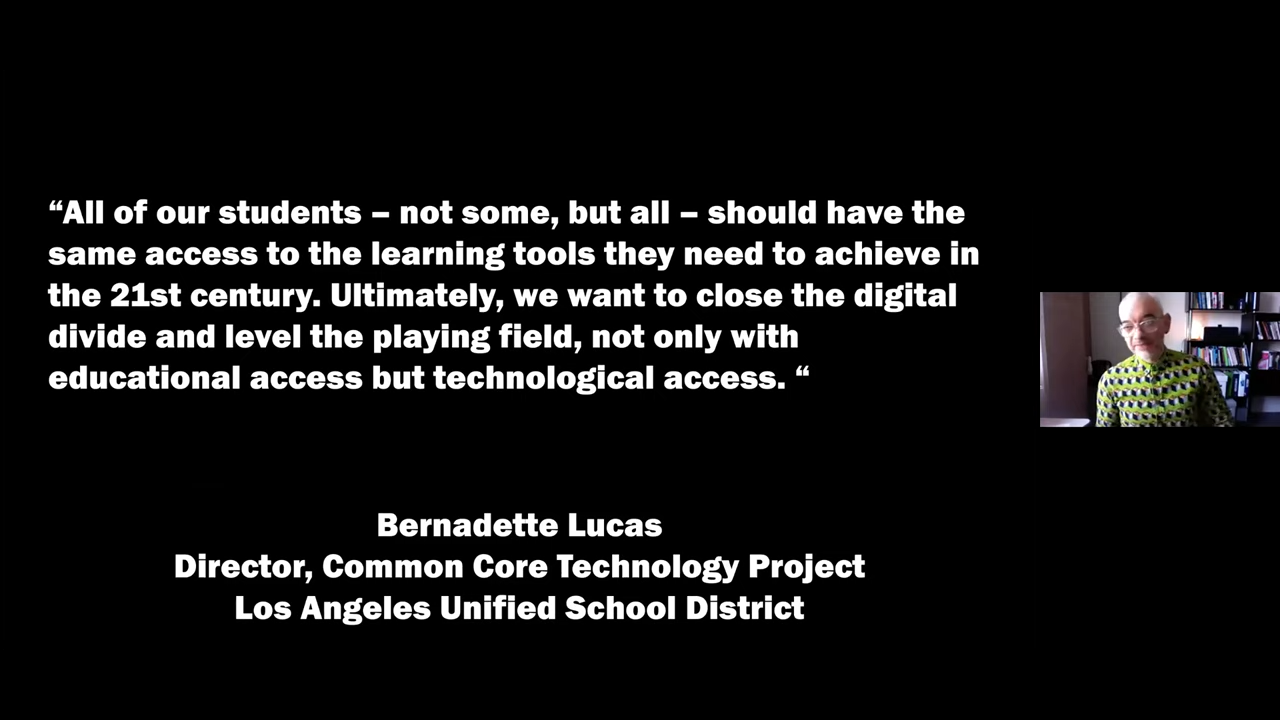 “All of our students – not some, but all – should have the
same access to the learning tools they need to achieve in
the 21st century. Ultimately, we want to close the digital
divide and level the playing field, not only with
educational access but technological access. “
Bernadette Lucas
Director, Common Core Technology Project
Los Angeles Unified School District